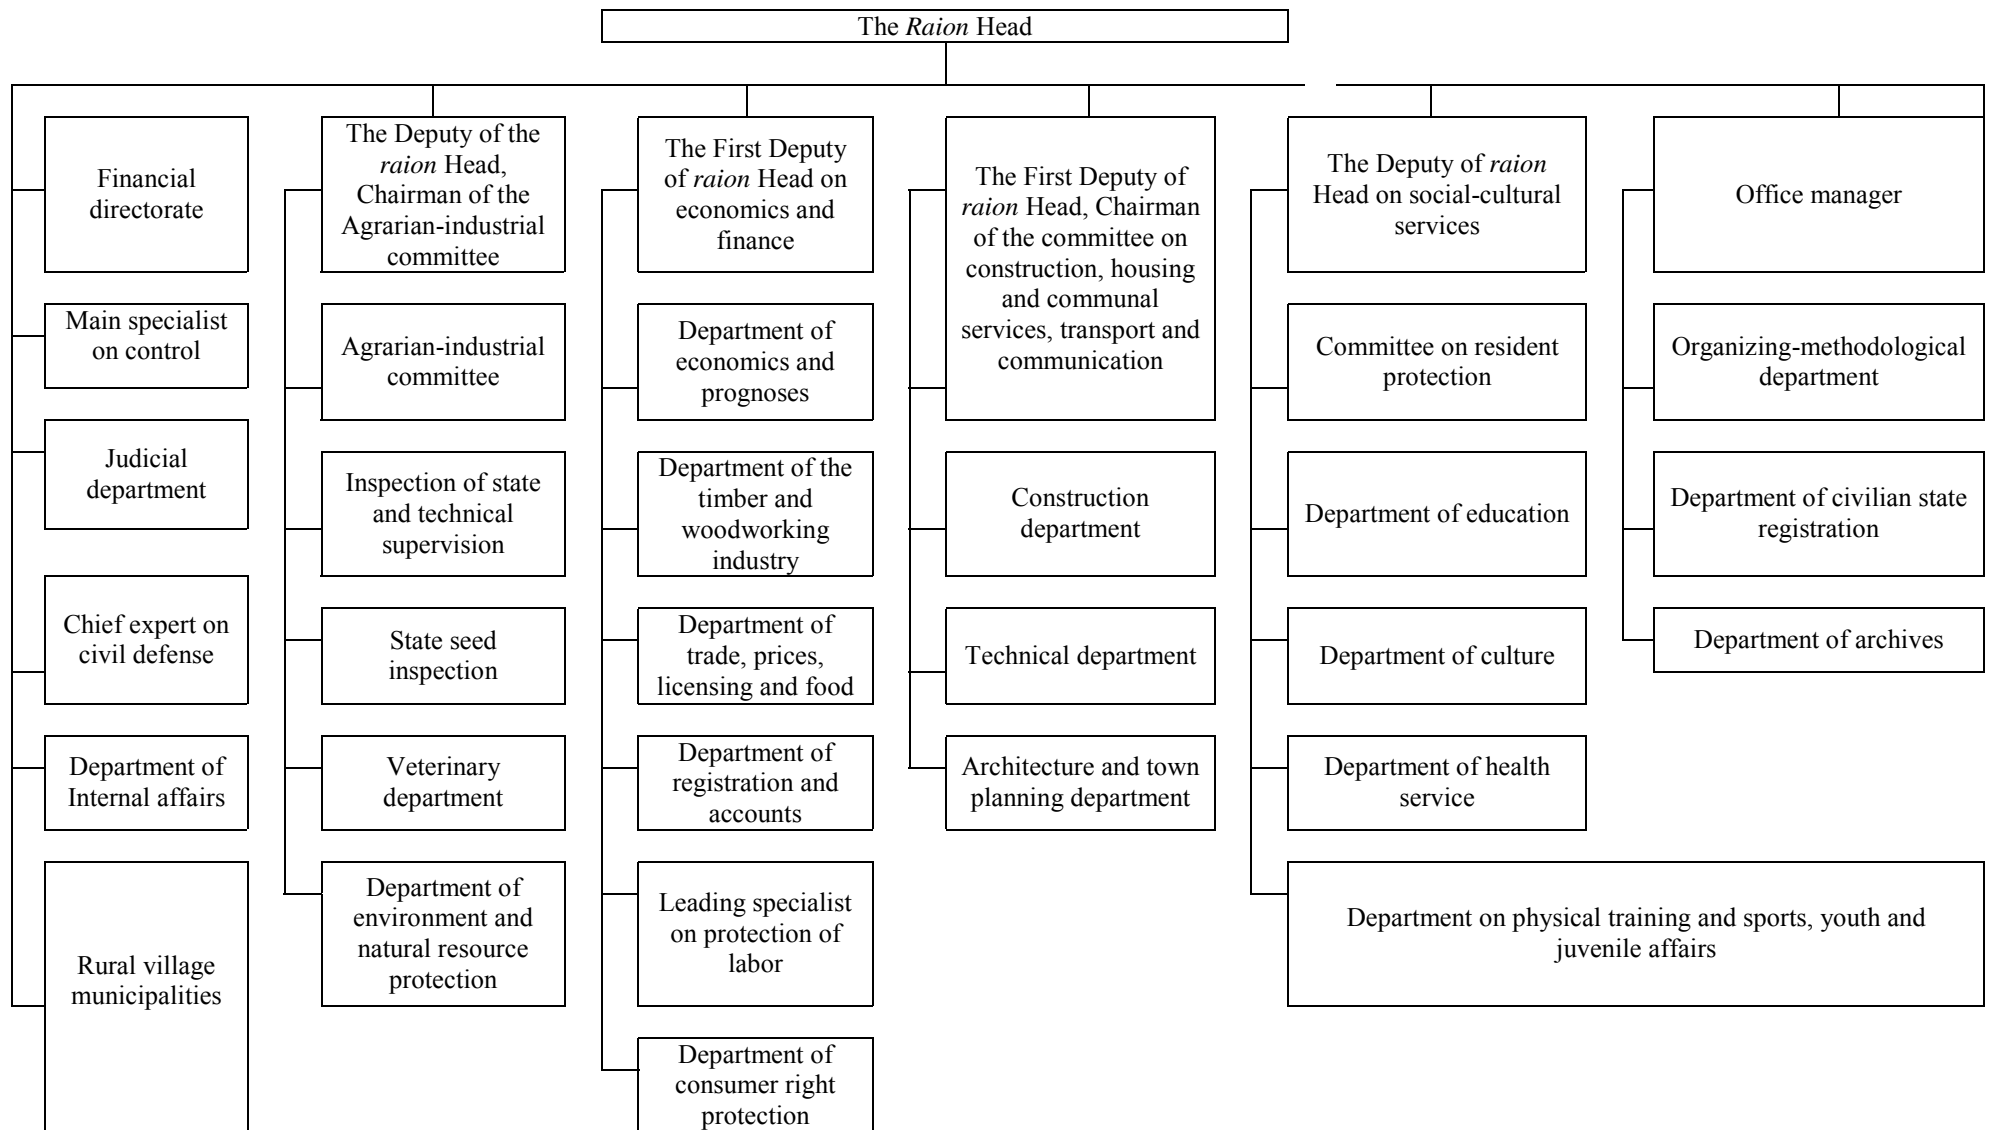 The Raion Head
Financial
directorate
Main specialist
on control
Judicial
department
Chief expert on
civil defense
Department of
Internal affairs
Rural village
municipalities
The Deputy of the
raion Head,
Chairman of the
Agrarian-industrial
committee
Agrarian-industrial
committee
Inspection of state
and technical
supervision
State seed
inspection
Veterinary
department
Department of
environment and
natural resource
protection
The First Deputy
of raion Head on
economics and
finance
Department of
economics and
prognoses
Department of the
timber and
woodworking
industry
Department of
trade, prices,
licensing and food
Department of
registration and
accounts
Leading specialist
on protection of
labor
Department of
consumer right
protection
The First Deputy of
raion Head, Chairman
of the committee on
construction, housing
and communal
services, transport and
communication
Construction
department
Technical department
Architecture and town
planning department
The Deputy of raion
Head on social-cultural
services
Committee on resident
protection
Department of education
Department of culture
Department of health
service
Department on physical training and sports, youth and
juvenile affairs
Office manager
Organizing-methodological
department
Department of civilian state
registration
Department of archives